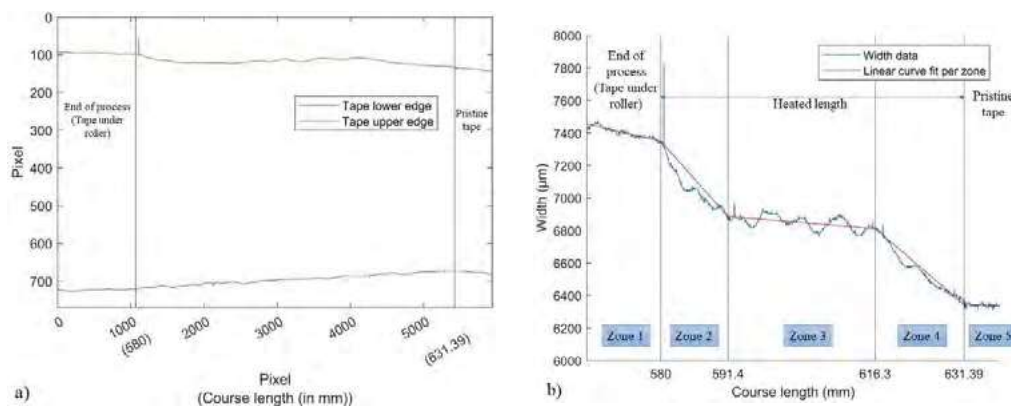 0
100
200
300
400
500
600
700
Pixel
End of process
(Tape under
roller)
Tape lower edge
Tape upper edge
Pristine
tape
0
1000
2000
3000
4000
5000
(580)
(631.39)
Pixel
(Course length (in mm))
a)
8000
7800
7600
7400
7200
7000
6800
6600
6400
6200
6000
Width (µm)
End of
process
(Tape under
roller)
Width data
Linear curve fit per zone
Heated length
Pristine
tape
Zone 1
Zone 2
Zone 3
Zone 4
Zone 5
580
591.4
616.3
631.39
Course length (mm)
b)